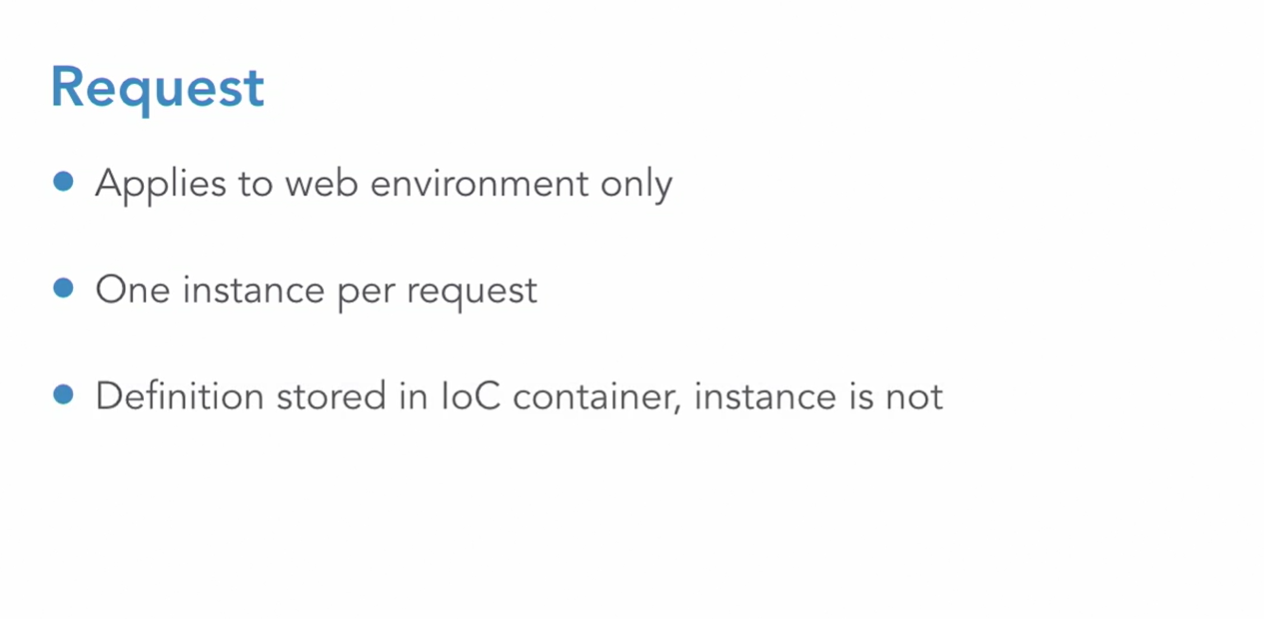 Request
Applies to web environment only
One instance per request
Definition stored in IoC container, instance is not